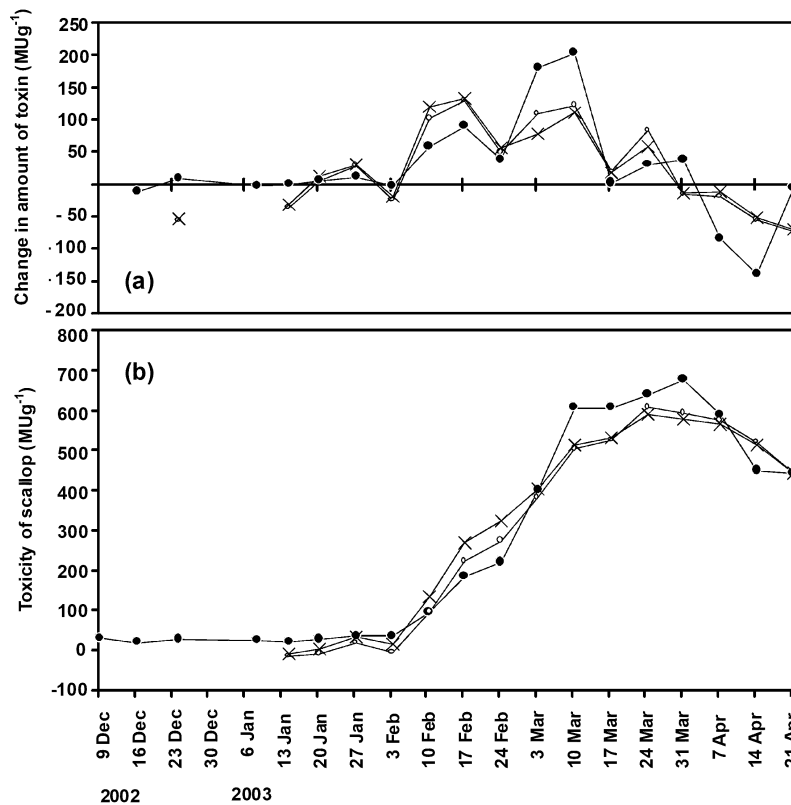 Change in amount of toxin (MUg-1)
250
200
150
100
50
- 50
- 100
- 150
- 200
(a)
Toxicity of scallop (MUg-1)
800
700
600
500
400
300
200
100
0
-100
(b)
9 Dec
16 Dec
23 Dec
30 Dec
6 Jan
13 Jan
20 Jan
27 Jan
3 Feb
10 Feb
17 Feb
24 Feb
3 Mar
10 Mar
17 Mar
24 Mar
31 Mar
7 Apr
14 Apr
21 Apr
2002
2003